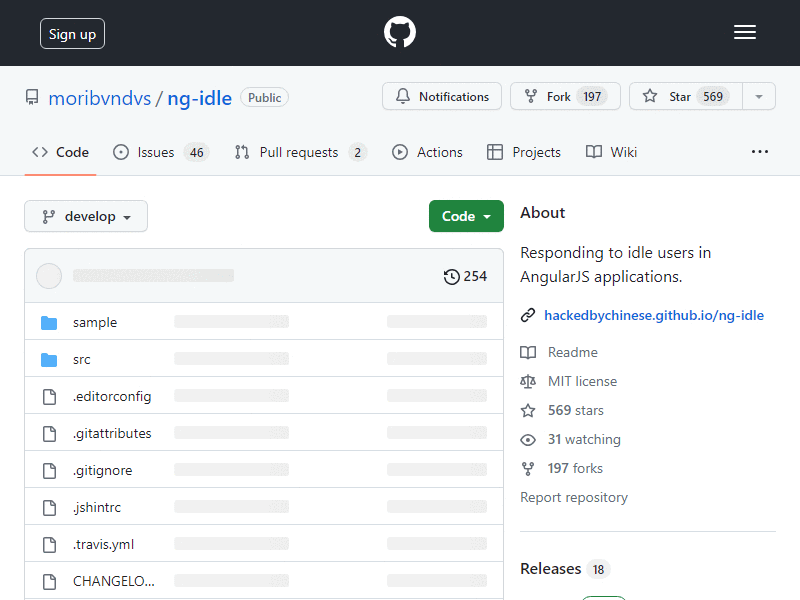 Sign up
moribvndvs / ng-idle Public
Notifications Fork 197 Star 569
Code Issues 46 Pull requests 2 Actions Projects Wiki
develop
Code
254
sample
src
.editorconfig
.gitattributes
.gitignore
.jshintrc
.travis.yml
CHANGELO...
About
Responding to idle users in
AngularJS applications.
hackedbychinese.github.io/ng-idle
Readme
MIT license
569 stars
31 watching
197 forks
Report repository
Releases 18